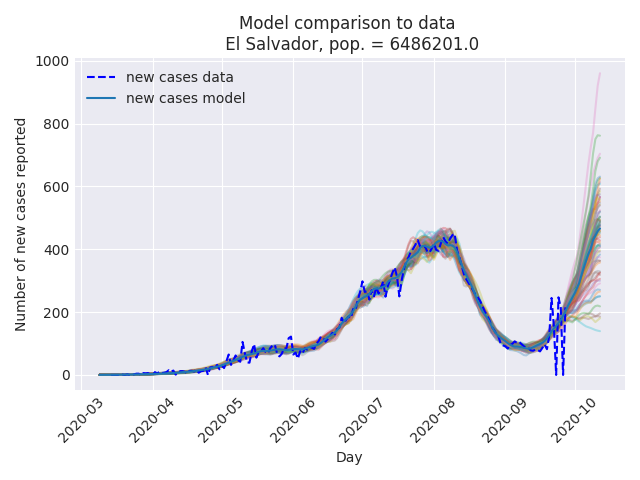 Model comparison to data
El Salvador, pop. = 6486201.0
Number of new cases reported
1000
800
600
400
200
0
new cases data
new cases model
2020-03
2020-04
2020-05
2020-06
2020-07
2020-08
2020-09
2020-10
Day